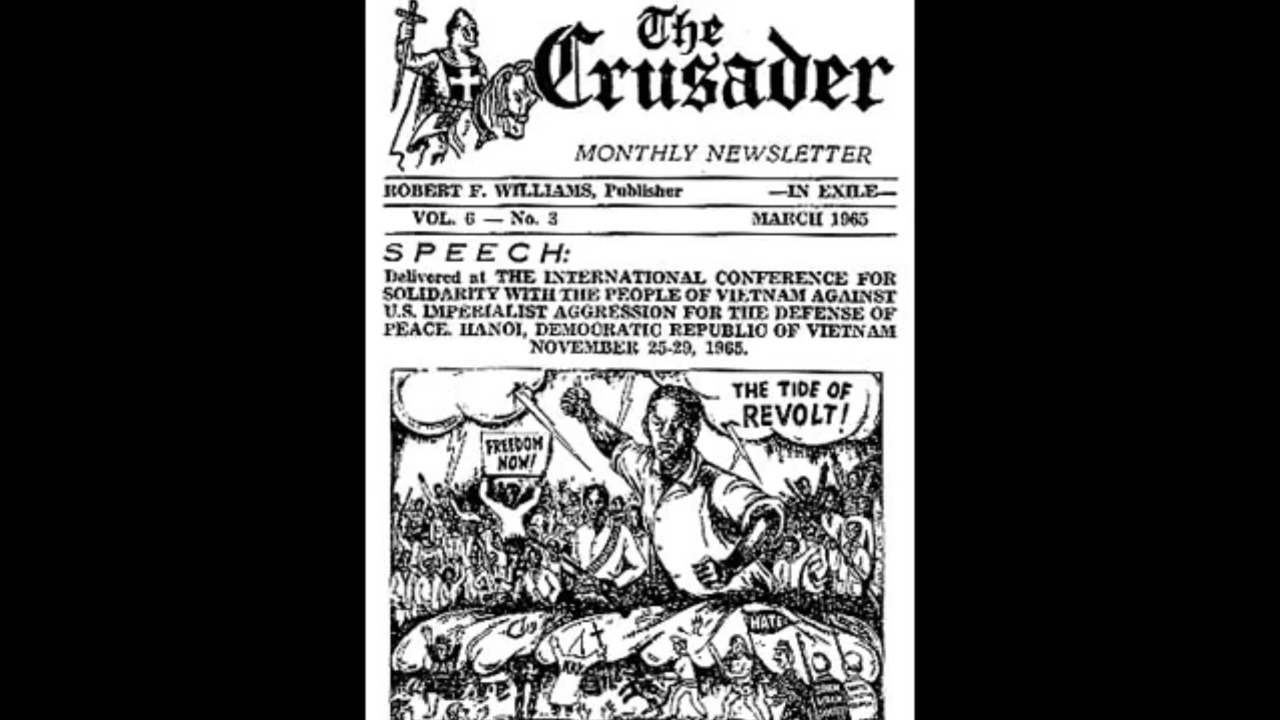 The
Crusader
MONTHLY NEWSLETTER
ROBERT F. WILLIAMS, Publisher —IN EXILE—
VOL. 6 — No. 3 MARCH 1965
SPEECH:
Delivered at THE INTERNATIONAL CONFERENCE FOR
SOLIDARITY WITH THE PEOPLE OF VIETNAM AGAINST
U.S. IMPERIALIST AGGRESSION FOR THE DEFENSE OF
PEACE. HANOI, DEMOCRATIC REPUBLIC OF VIETNAM
NOVEMBER 25-29, 1965.
THE TIDE OF
REVOLT!
FREEDOM
NOW!
HATE